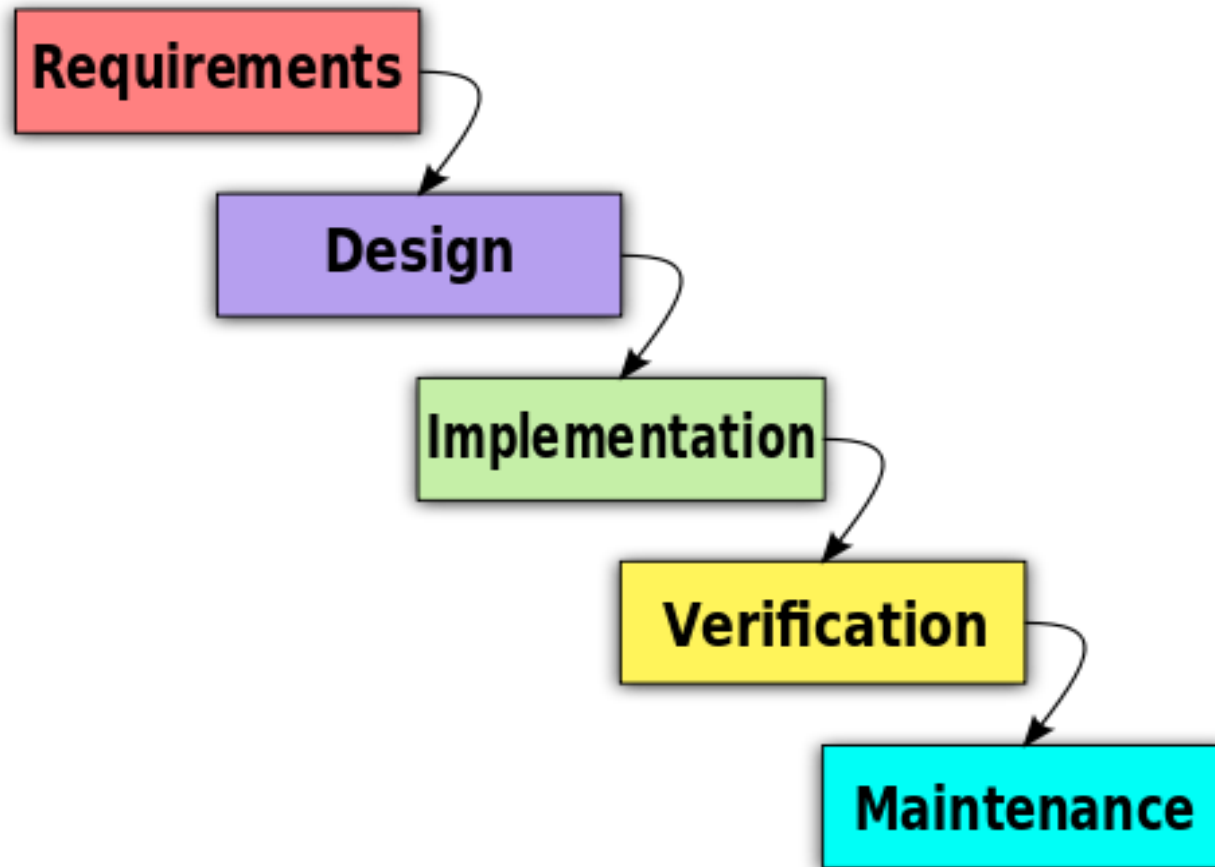 Requirements
Design
Implementation
Verification
Maintenance